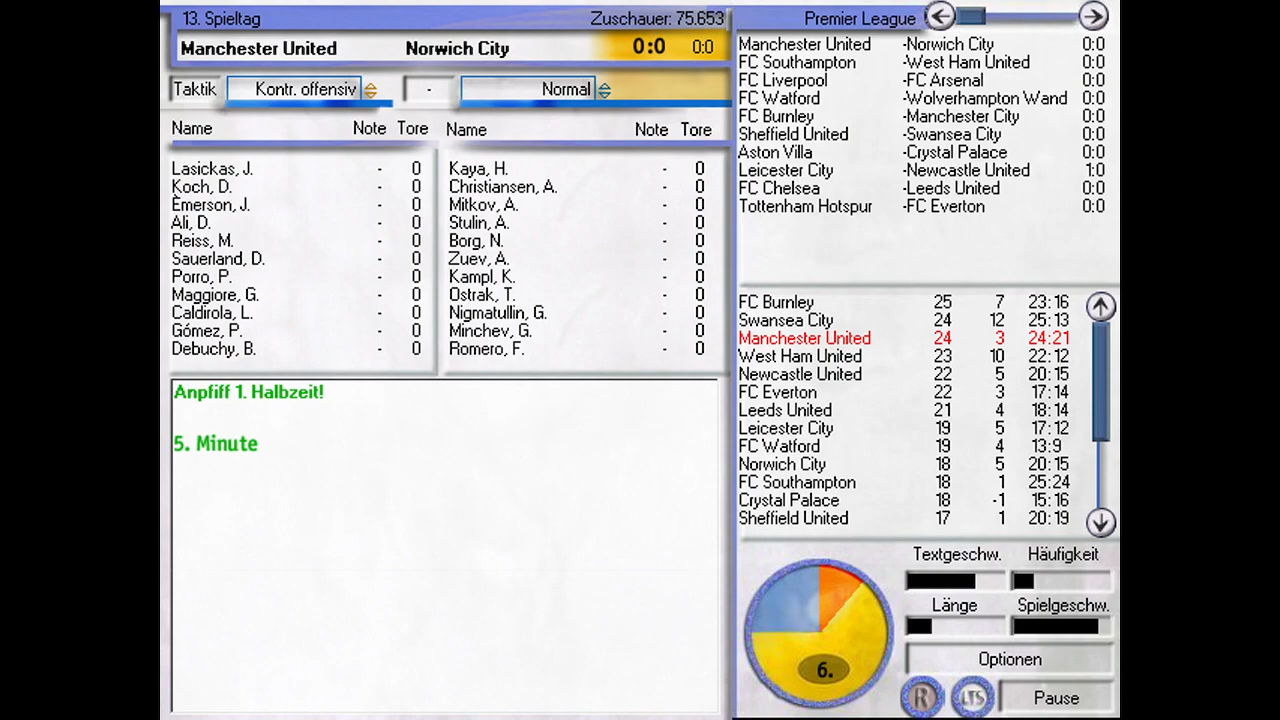 13. Spieltag Zuschauer: 75.653
Manchester United Norwich City 0:0 0:0
Taktik Kontr. offensiv - Normal
Name Note Tore Name Note Tore
Lasickas, J. - 0 Kaya, H. - 0
Koch, D. - 0 Christiansen, A. - 0
Èmerson, J. - 0 Mitkov, A. - 0
Ali, D. - 0 Stulin, A. - 0
Reiss, M. - 0 Borg, N. - 0
Sauerland, D. - 0 Zuev, A. - 0
Porro, P. - 0 Kampl, K. - 0
Maggiore, G. - 0 Ostrak, T. - 0
Caldirola, L. - 0 Nigmatullin, G. - 0
Gómez, P. - 0 Minchev, G. - 0
Debuchy, B. - 0 Romero, F. - 0
Anpfiff 1. Halbzeit!
5. Minute
Premier League
Manchester United -Norwich City 0:0
FC Southampton -West Ham United 0:0
FC Liverpool -FC Arsenal 0:0
FC Watford -Wolverhampton Wand 0:0
FC Burnley -Manchester City 0:0
Sheffield United -Swansea City 0:0
Aston Villa -Crystal Palace 0:0
Leicester City -Newcastle United 1:0
FC Chelsea -Leeds United 0:0
Tottenham Hotspur -FC Everton 0:0
FC Burnley 25 7 23:16
Swansea City 24 12 25:13
Manchester United 24 3 24:21
West Ham United 23 10 22:12
Newcastle United 22 5 20:15
FC Everton 22 3 17:14
Leeds United 21 4 18:14
Leicester City 19 5 17:12
FC Watford 19 4 13:9
Norwich City 18 5 20:15
FC Southampton 18 1 25:24
Crystal Palace 18 -1 15:16
Sheffield United 17 1 20:19
Textgeschw. Häufigkeit
Länge Spielgeschw.
6.
Optionen
R LTS Pause